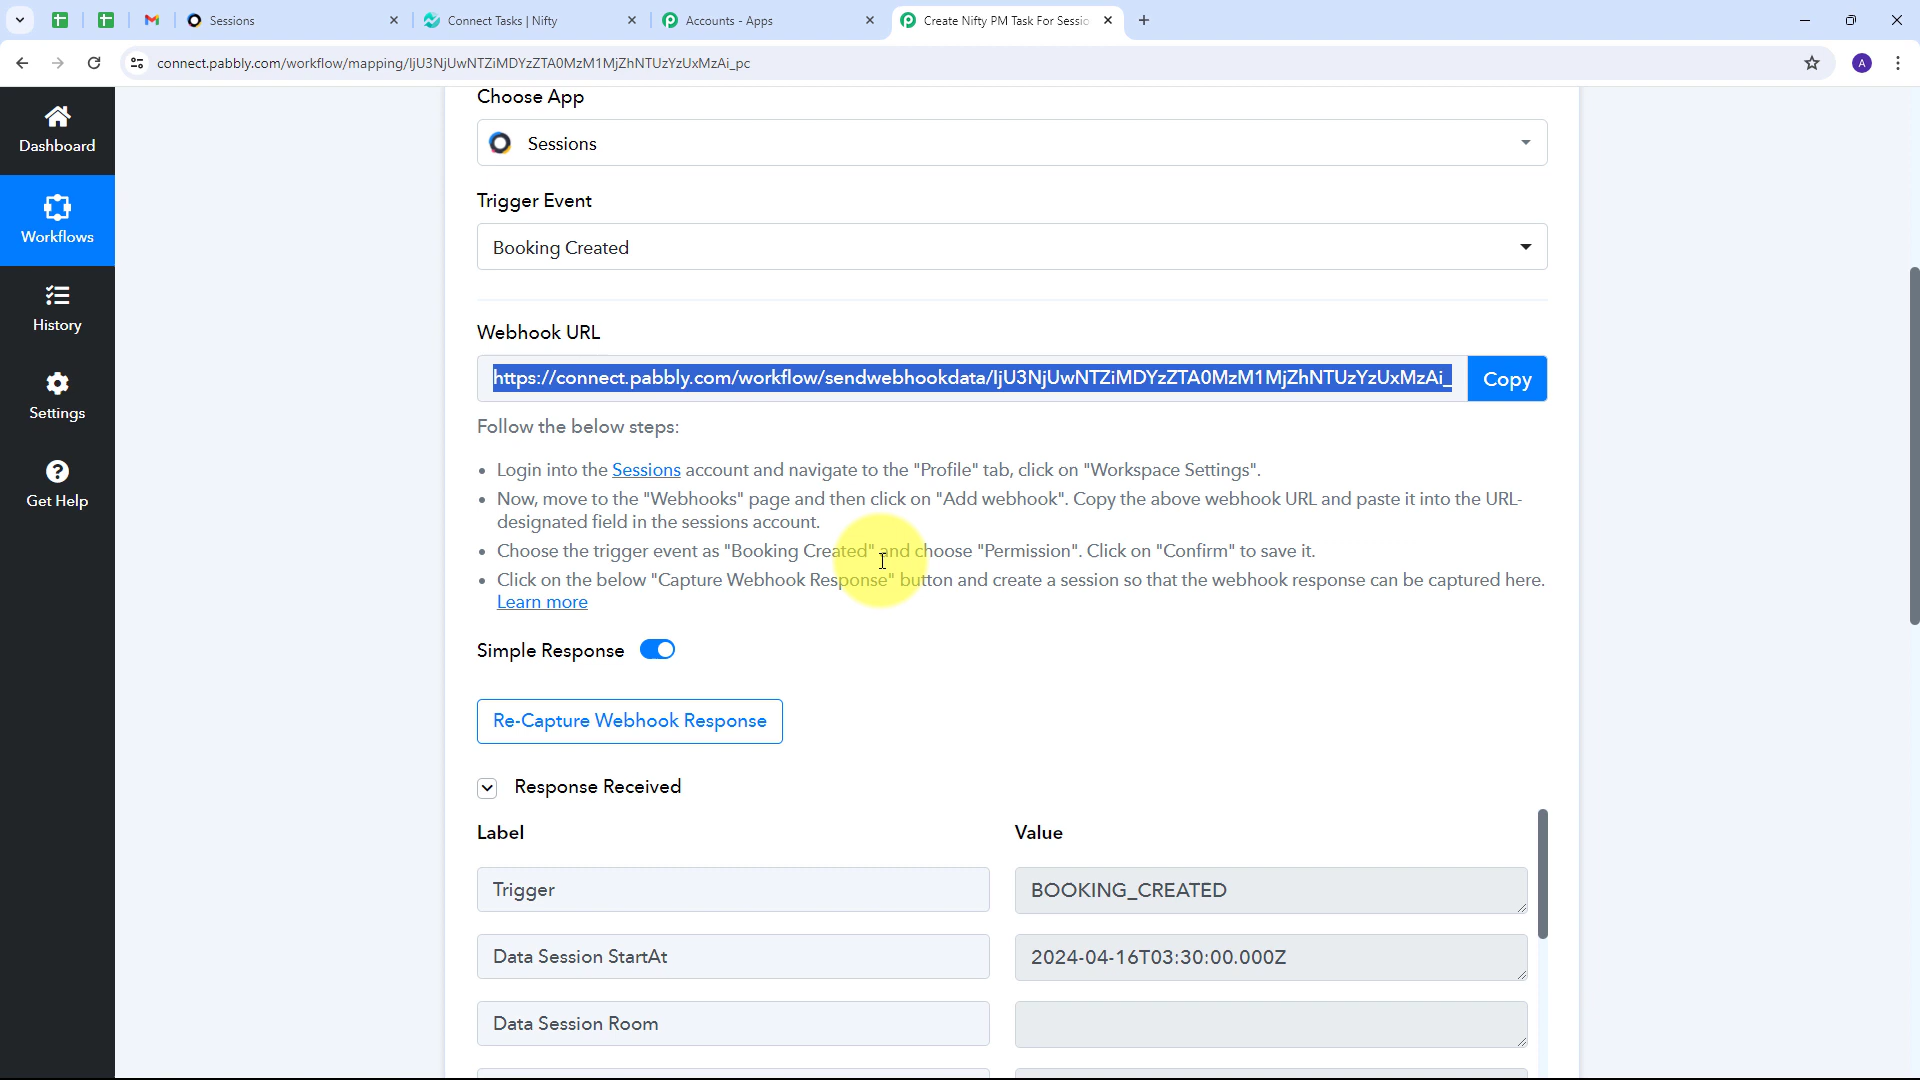 Sessions
Connect Tasks | Nifty
Accounts - Apps
Create Nifty PM Task For Sessio
connect.pabbly.com/workflow/mapping/IjU3NjUwNTZiMDYzZTA0MzM1MjZhNTUzYzUxMzAi_pc
A
Dashboard
Workflows
History
Settings
Get Help
Choose App
Sessions
Trigger Event
Booking Created
Webhook URL
https://connect.pabbly.com/workflow/sendwebhookdata/IjU3NjUwNTZiMDYzZTA0MzM1MjZhNTUzYzUxMzAi_
Copy
Follow the below steps:
Login into the Sessions account and navigate to the "Profile" tab, click on "Workspace Settings".
Now, move to the "Webhooks" page and then click on "Add webhook". Copy the above webhook URL and paste it into the URL-
designated field in the sessions account.
Choose the trigger event as "Booking Created" and choose "Permission". Click on "Confirm" to save it.
Click on the below "Capture Webhook Response" button and create a session so that the webhook response can be captured here.
Learn more
Simple Response
Re-Capture Webhook Response
Response Received
Label
Value
Trigger
BOOKING_CREATED
Data Session StartAt
2024-04-16T03:30:00.000Z
Data Session Room